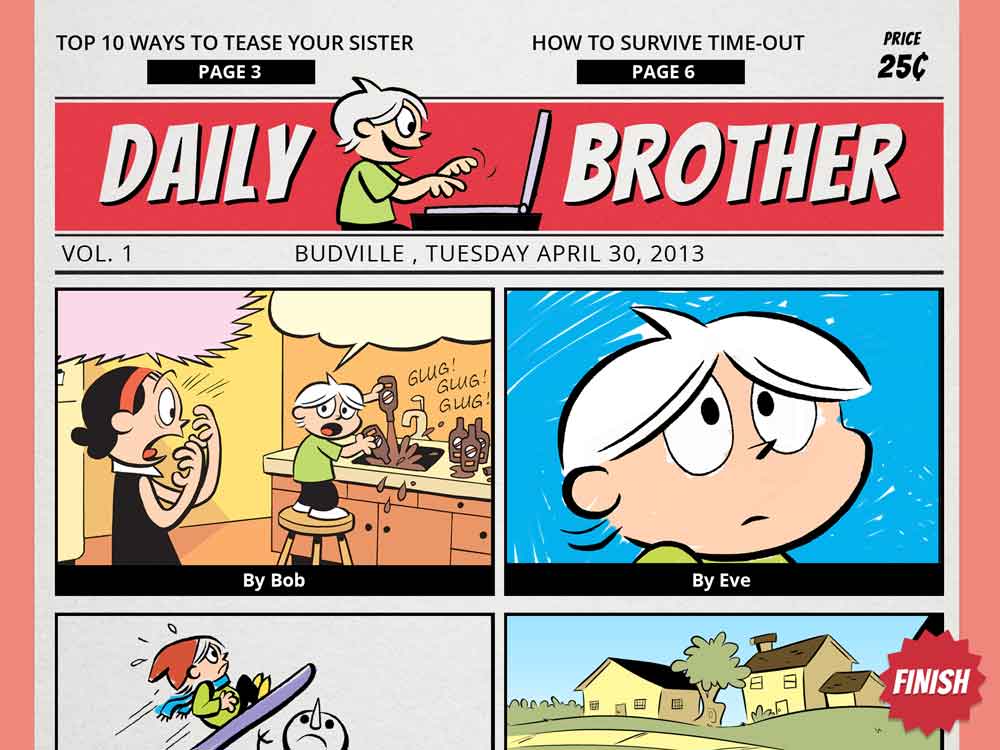 TOP 10 WAYS TO TEASE YOUR SISTER
PAGE 3
HOW TO SURVIVE TIME-OUT
PAGE 6
PRICE
25¢
DAILY BROTHER
VOL. 1
BUDVILLE , TUESDAY APRIL 30, 2013
GLUG!
GLUG!
GLUG!
By Bob
By Eve
FINISH